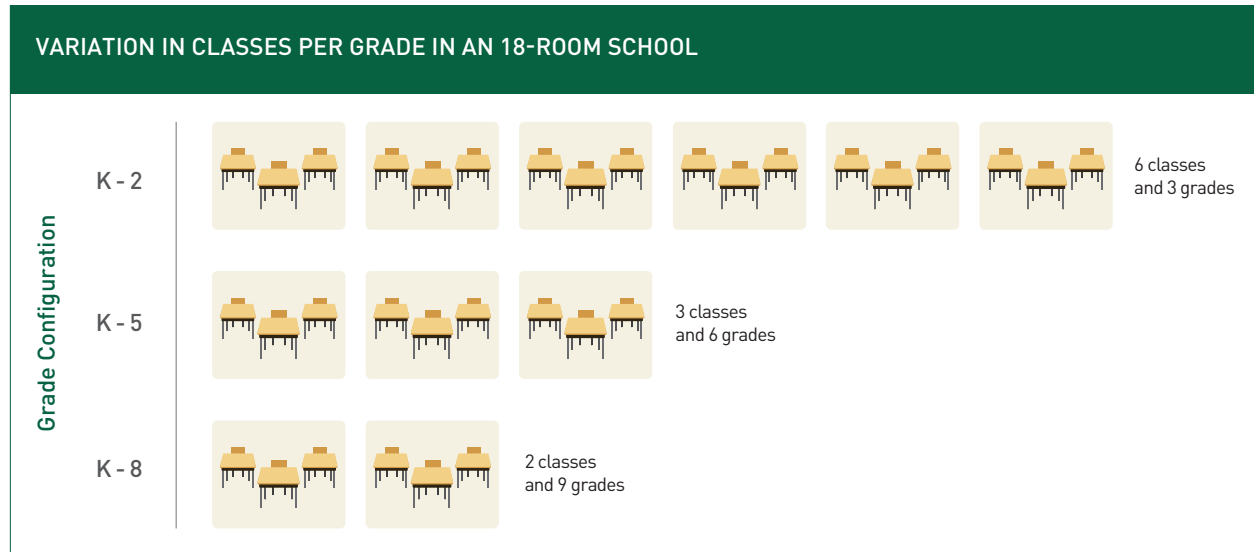 VARIATION IN CLASSES PER GRADE IN AN 18-ROOM SCHOOL
Grade Configuration
K - 2
6 classes
and 3 grades
K - 5
3 classes
and 6 grades
K - 8
2 classes
and 9 grades